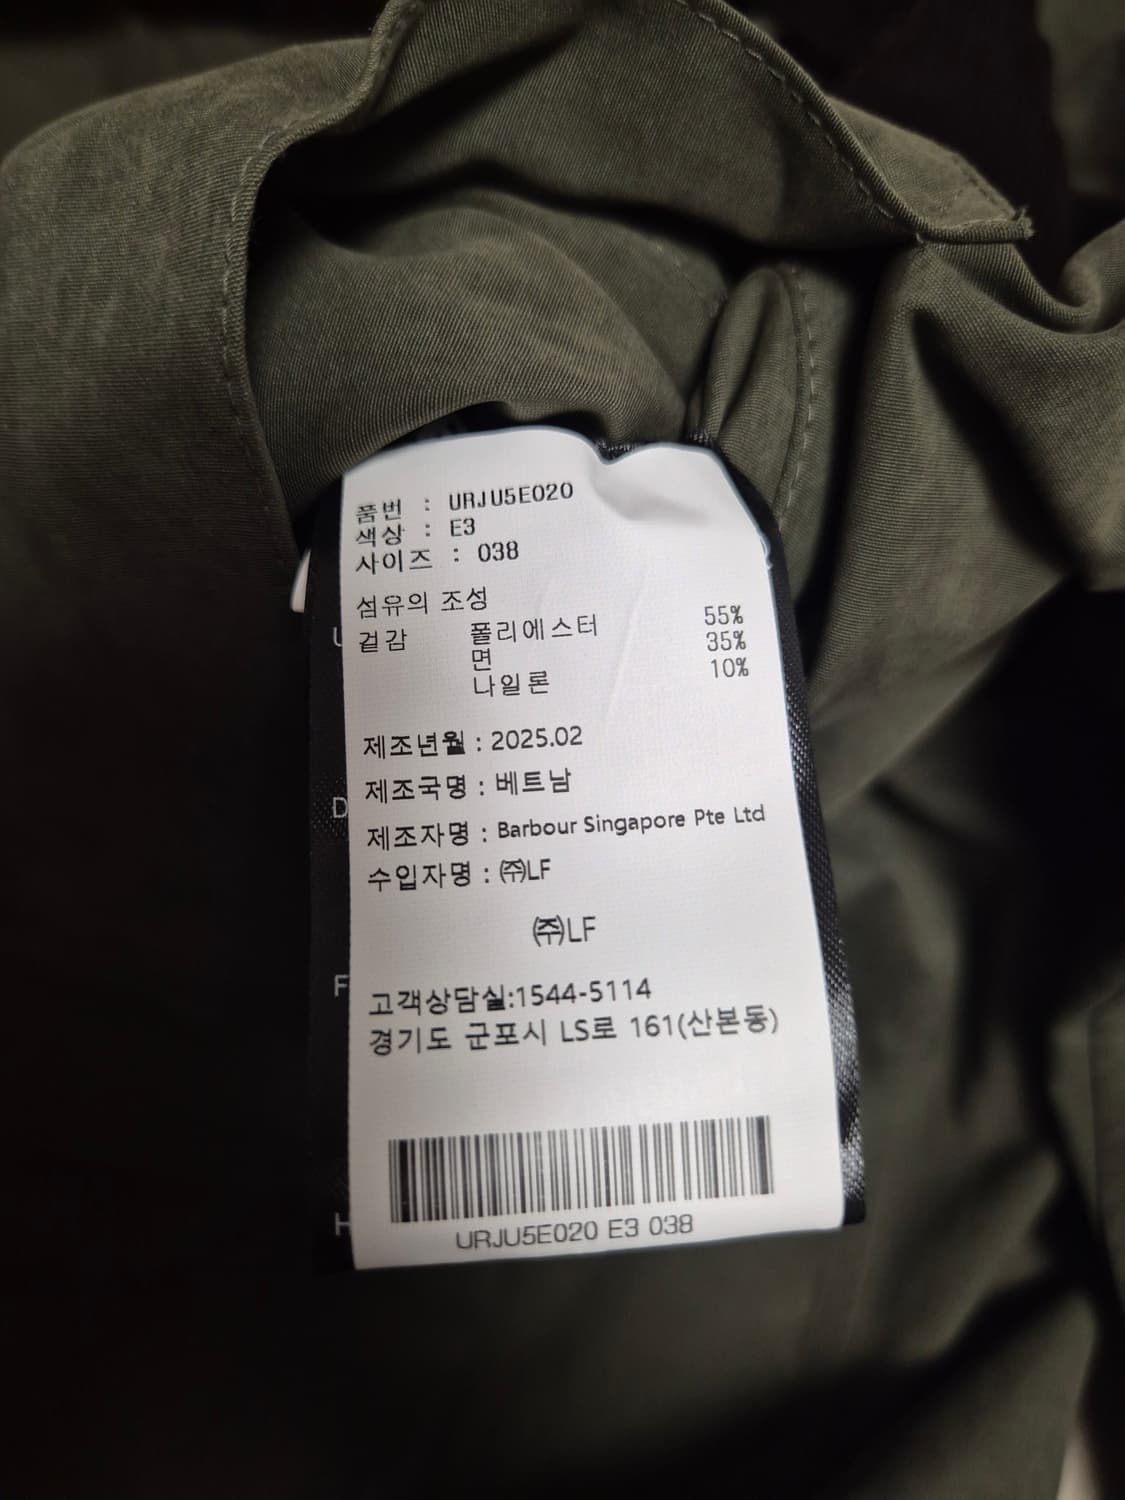 품번 : URJU5E020
색상 : E3
사이즈 : 038
섬유의 조성
겉감 폴리에스터 55%
면 35%
나일론 10%
제조년월 : 2025.02
제조국명 : 베트남
제조자명 : Barbour Singapore Pte Ltd
수입자명 : ㈜LF
㈜LF
고객상담실:1544-5114
경기도 군포시 LS로 161(산본동)
URJU5E020 E3 038